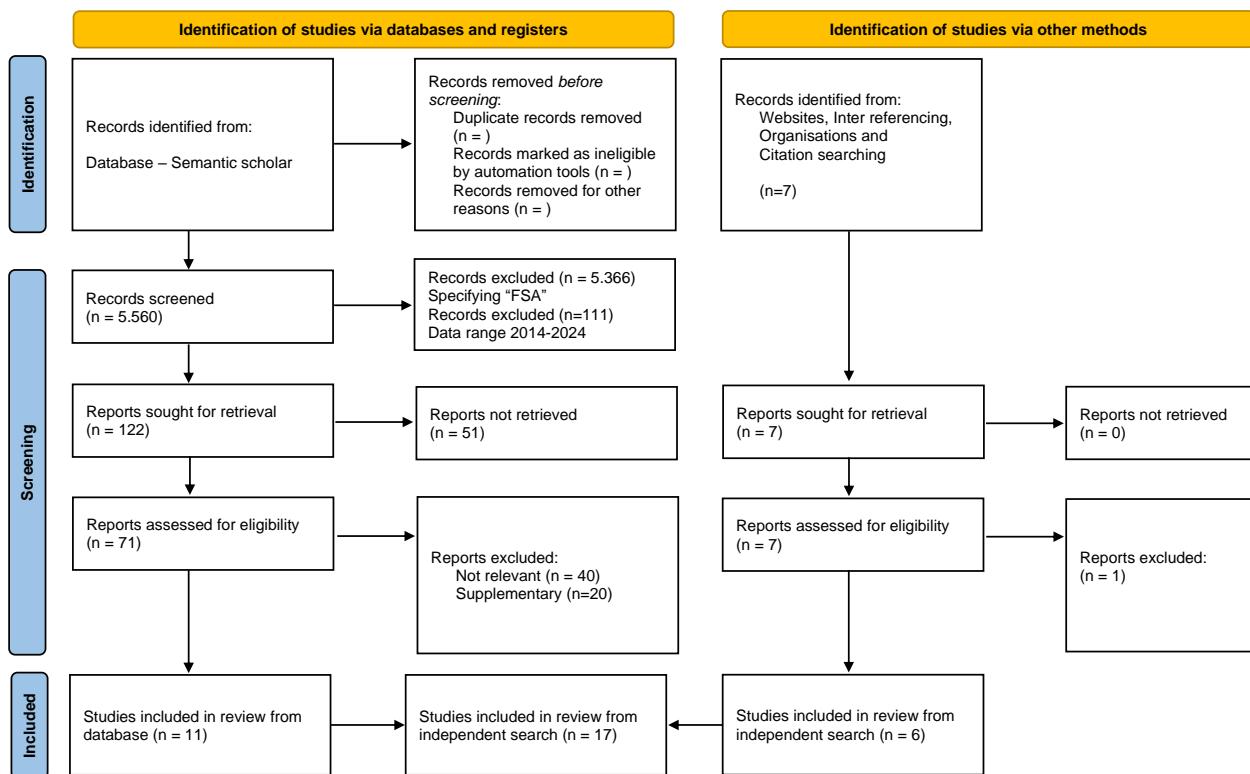 Identification of studies via databases and registers
Identification of studies via other methods
Identification
Records identified from:
Database – Semantic scholar
Records removed before
screening:
Duplicate records removed
(n = )
Records marked as ineligible
by automation tools (n = )
Records removed for other
reasons (n = )
Records identified from:
Websites, Inter referencing,
Organisations and
Citation searching
(n=7)
Screening
Records screened
(n = 5.560)
Records excluded (n = 5.366)
Specifying “FSA”
Records excluded (n=111)
Data range 2014-2024
Reports sought for retrieval
(n = 122)
Reports not retrieved
(n = 51)
Reports sought for retrieval
(n = 7)
Reports not retrieved
(n = 0)
Reports assessed for eligibility
(n = 71)
Reports excluded:
Not relevant (n = 40)
Supplementary (n=20)
Reports assessed for eligibility
(n = 7)
Reports excluded:
(n = 1)
Included
Studies included in review from
database (n = 11)
Studies included in review from
independent search (n = 17)
Studies included in review from
independent search (n = 6)